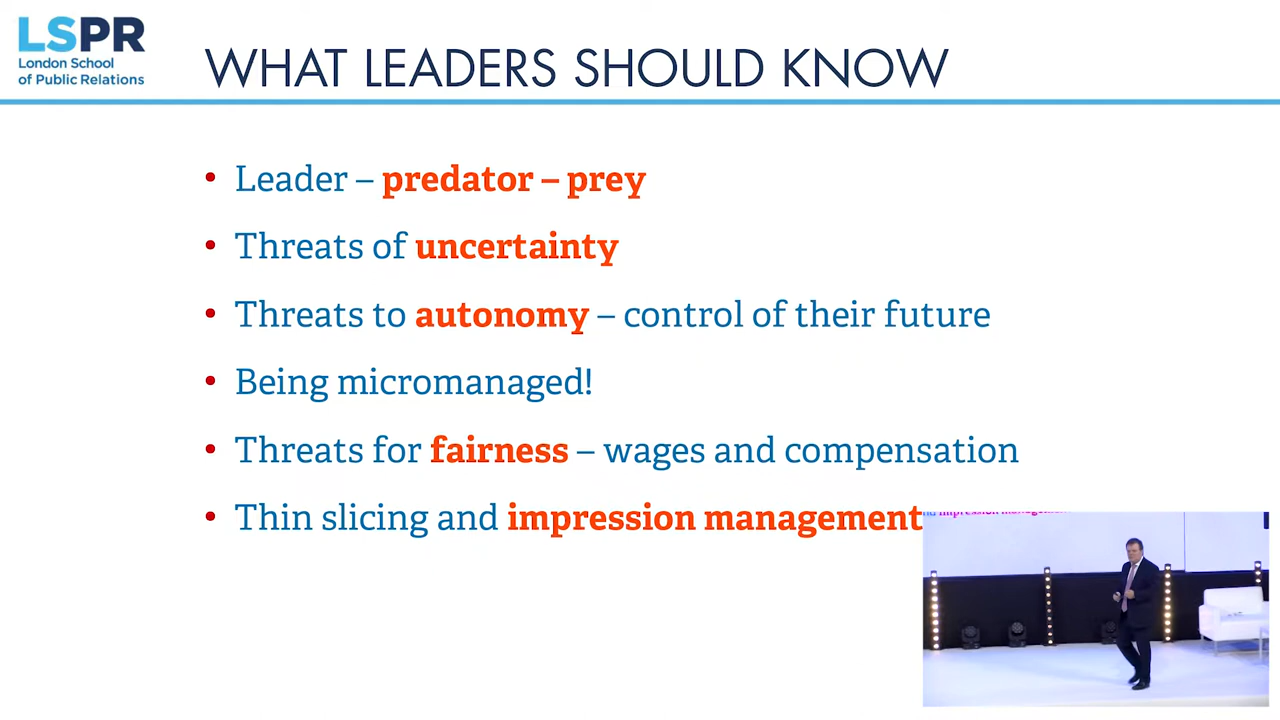 LSPR
London School
of Public Relations
WHAT LEADERS SHOULD KNOW
• Leader – predator – prey
• Threats of uncertainty
• Threats to autonomy – control of their future
• Being micromanaged!
• Threats for fairness – wages and compensation
• Thin slicing and impression management